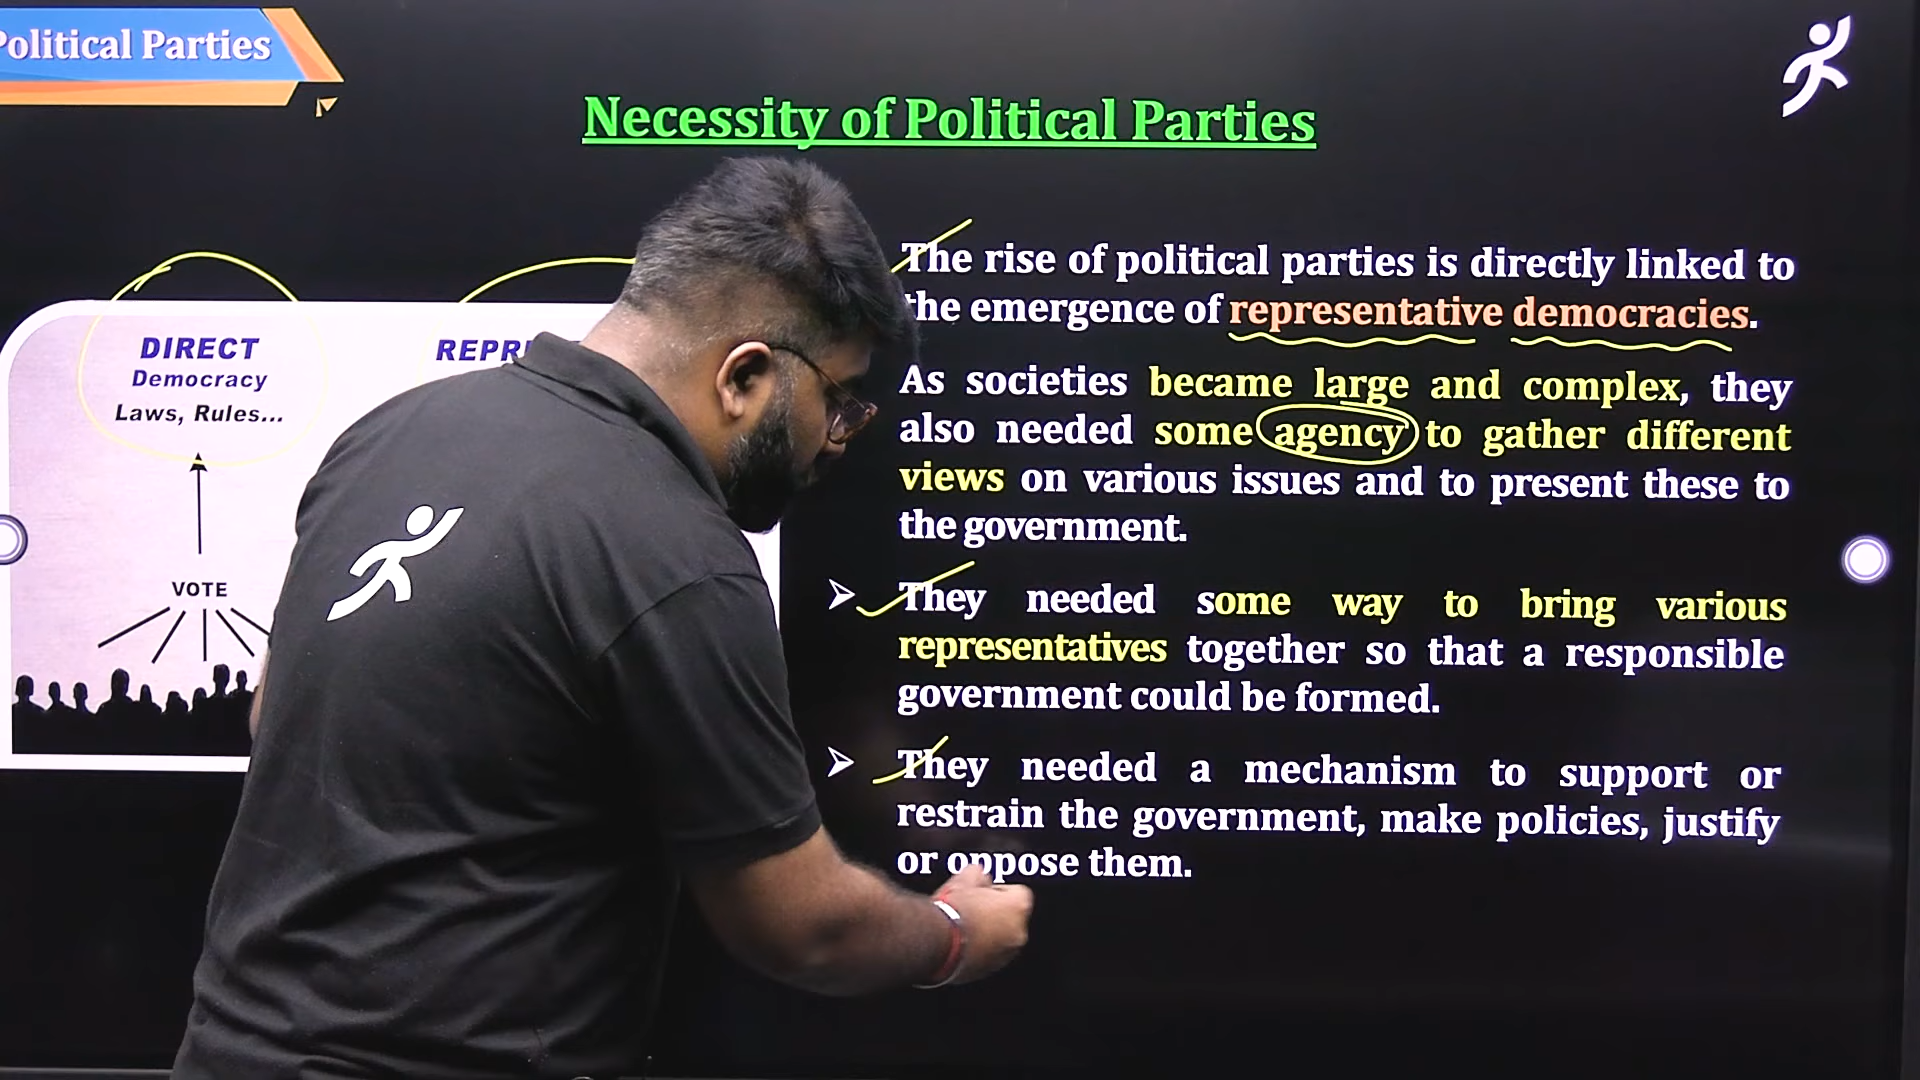 Political Parties
Necessity of Political Parties
The rise of political parties is directly linked to
the emergence of representative democracies.
As societies became large and complex, they
also needed some agency to gather different
views on various issues and to present these to
the government.
They needed some way to bring various
representatives together so that a responsible
government could be formed.
They needed a mechanism to support or
restrain the government, make policies, justify
or oppose them.
DIRECT
Democracy
Laws, Rules...
VOTE